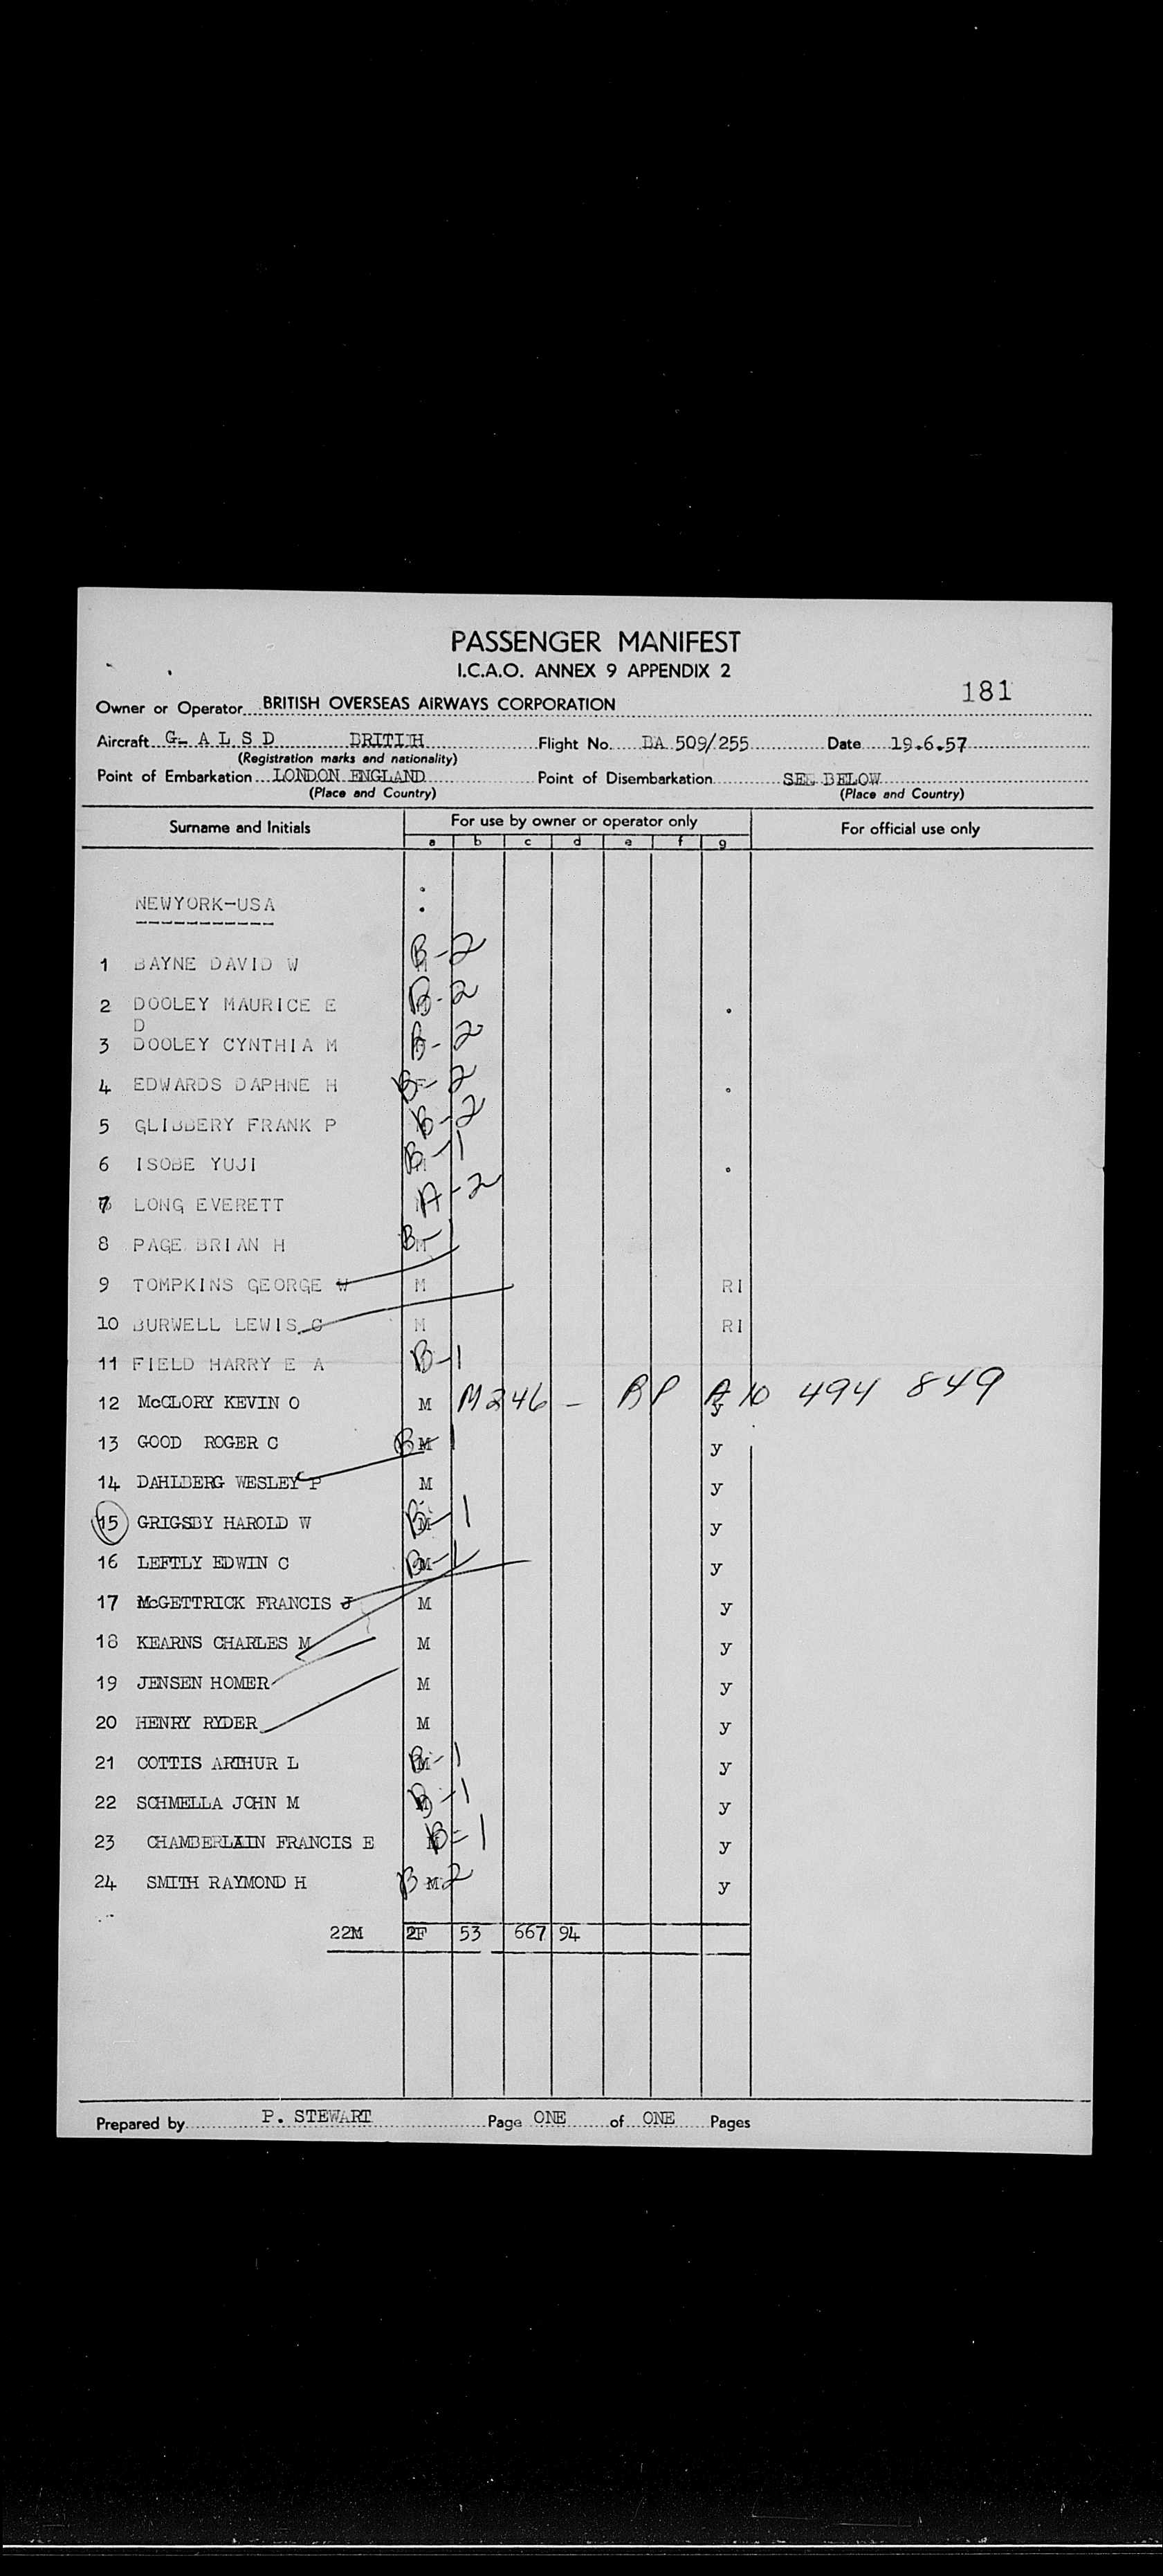 PASSENGER MANIFEST
I.C.A.O. ANNEX 9 APPENDIX 2
181
Owner or Operator BRITISH OVERSEAS AIRWAYS CORPORATION
Aircraft G- A L S D BRITIH Flight No. BA 509/255 Date 19.6.57
(Registration marks and nationality)
Point of Embarkation LONDON ENGLAND Point of Disembarkation SEE BELOW
(Place and Country) (Place and Country)
Surname and Initials For use by owner or operator only For official use only
a b c d e f g
NEWYORK-USA
1 BAYNE DAVID W B-2
2 DOOLEY MAURICE E B-2
D
3 DOOLEY CYNTHIA M B-2
4 EDWARDS DAPHNE H B-2
5 GLIBBERY FRANK P B-2
6 ISOBE YUJI B-1
7 LONG EVERETT A-2
8 PAGE BRIAN H B-1
9 TOMPKINS GEORGE W M RI
10 BURWELL LEWIS C M RI
11 FIELD HARRY E A B-1
12 McCLORY KEVIN O M M246 - BP A10 494 849 y
13 GOOD ROGER C B M 1 y
14 DAHLBERG WESLEY P M y
15 GRIGSBY HAROLD W B M-1 y
16 LEFTLY EDWIN C B M-1 y
17 McGETTRICK FRANCIS J M y
18 KEARNS CHARLES M M y
19 JENSEN HOMER M y
20 HENRY RYDER M y
21 COTTIS ARTHUR L B-1 y
22 SCHMELLA JOHN M B-1 y
23 CHAMBERLAIN FRANCIS E B-1 y
24 SMITH RAYMOND H B M 2 y
22M 2F 53 667 94
Prepared by P. STEWART Page ONE of ONE Pages